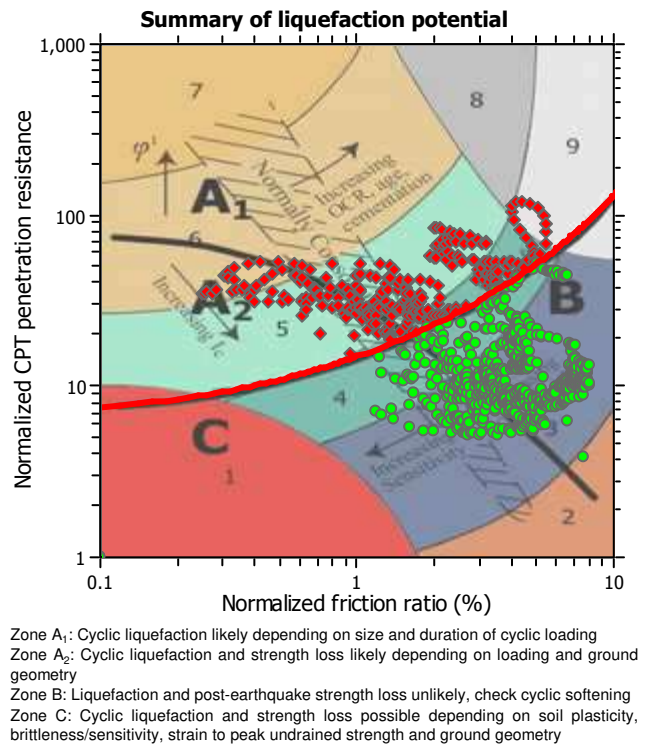 Summary of liquefaction potential
Normalized CPT penetration resistance
1,000
100
10
1
0.1
1
10
Normalized friction ratio (%)
7
8
9
φ'
A1
Increasing
OCR, age,
cementation
Normally
6
A2
Increasing Ic
5
B
4
C
1
Increasing
Sensitivity
3
2
Zone A1: Cyclic liquefaction likely depending on size and duration of cyclic loading
Zone A2: Cyclic liquefaction and strength loss likely depending on loading and ground
geometry
Zone B: Liquefaction and post-earthquake strength loss unlikely, check cyclic softening
Zone C: Cyclic liquefaction and strength loss possible depending on soil plasticity,
brittleness/sensitivity, strain to peak undrained strength and ground geometry